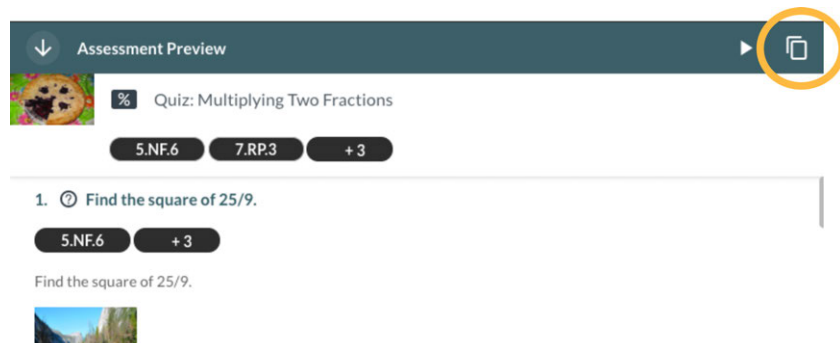 Assessment Preview
% Quiz: Multiplying Two Fractions
5.NF.6 7.RP.3 +3
1. ? Find the square of 25/9.
5.NF.6 +3
Find the square of 25/9.